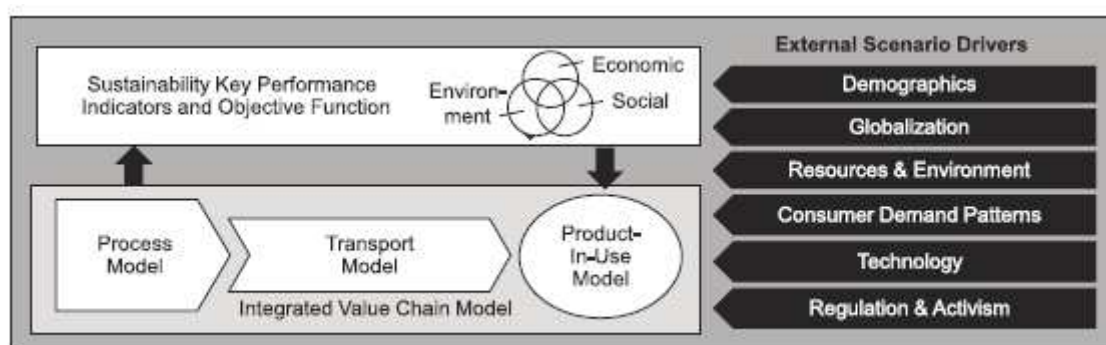 External Scenario Drivers
Sustainability Key Performance
Indicators and Objective Function
Economic
Environ-
ment
Social
Demographics
Globalization
Resources & Environment
Consumer Demand Patterns
Technology
Regulation & Activism
Process
Model
Transport
Model
Product-
In-Use
Model
Integrated Value Chain Model